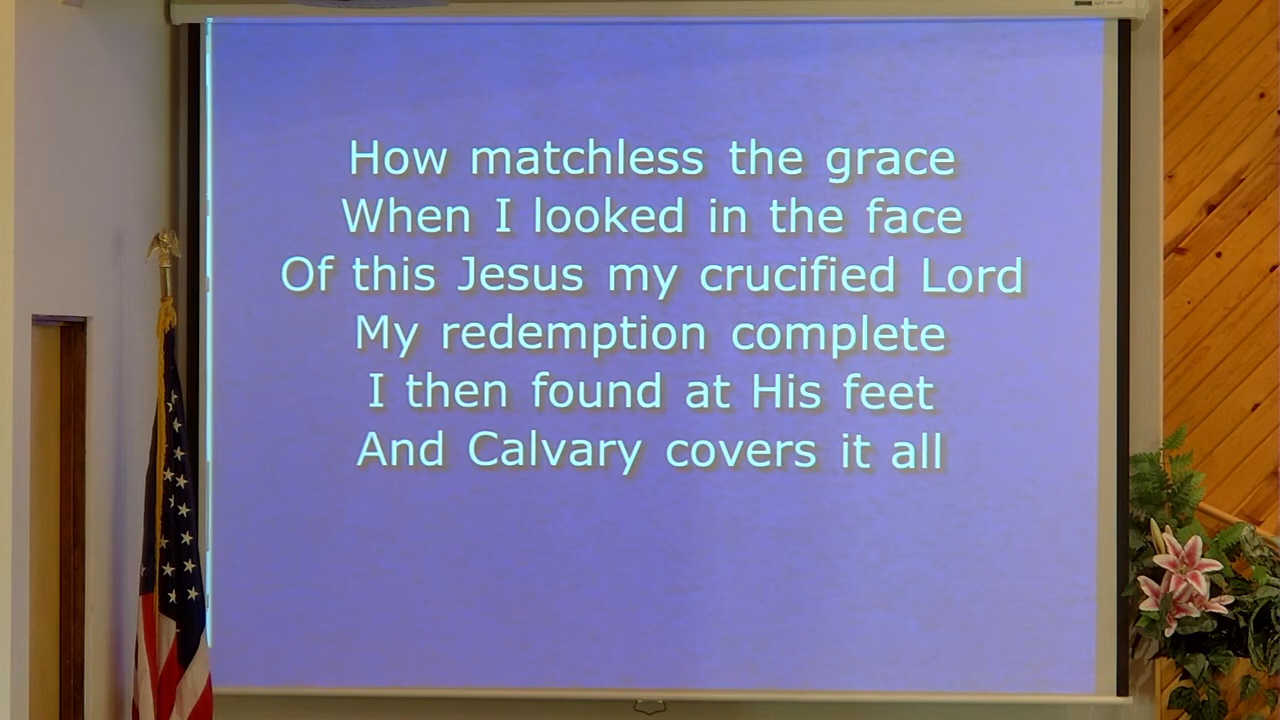 How matchless the grace
When I looked in the face
Of this Jesus my crucified Lord
My redemption complete
I then found at His feet
And Calvary covers it all